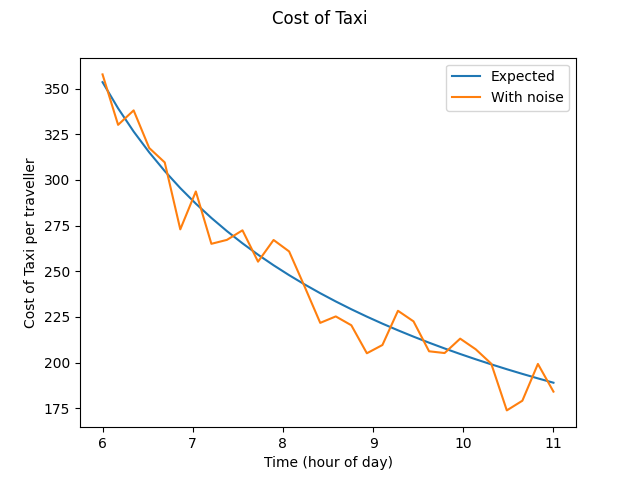 Cost of Taxi
Expected
With noise
350
325
300
275
250
225
200
175
Cost of Taxi per traveller
6 7 8 9 10 11
Time (hour of day)